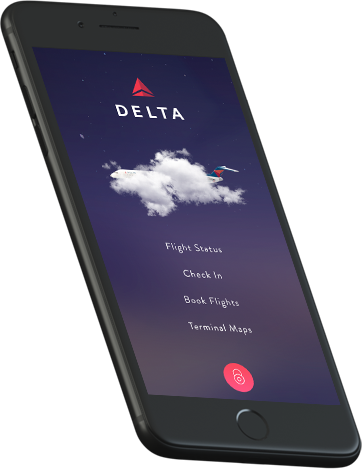 DELTA
Flight Status
Check In
Book Flights
Terminal Maps